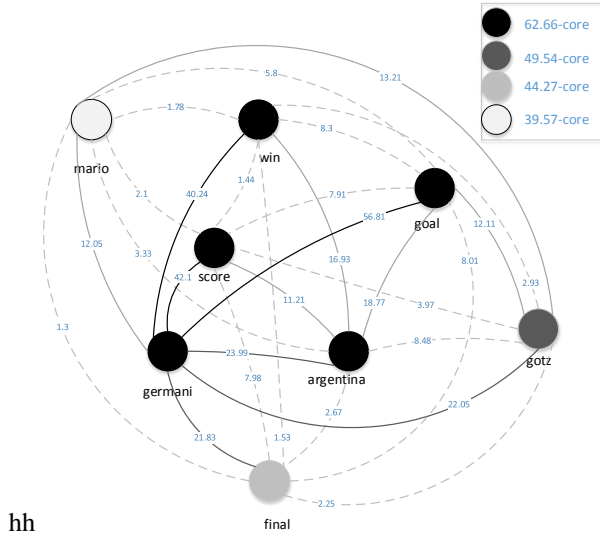 62.66-core
49.54-core
44.27-core
39.57-core
5.8
13.21
1.78
8.3
mario
win
1.44
2.1
40.24
7.91
56.81
goal
12.11
12.05
3.33
score
42.1
16.93
8.01
2.93
11.21
18.77
3.97
1.3
23.99
8.48
gotz
germani
argentina
7.98
2.67
22.05
21.83
1.53
2.25
final
hh